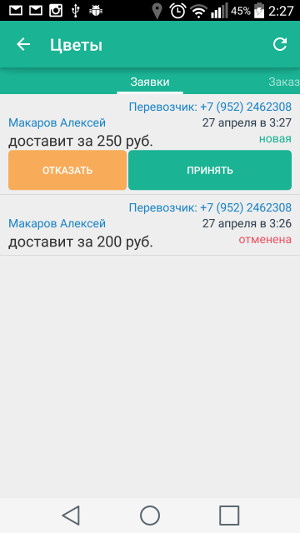 45% 2:27
Цветы
Заявки Заказ
Перевозчик: +7 (952) 2462308
Макаров Алексей 27 апреля в 3:27
доставит за 250 руб. новая
ОТКАЗАТЬ ПРИНЯТЬ
Перевозчик: +7 (952) 2462308
Макаров Алексей 27 апреля в 3:26
доставит за 200 руб. отменена